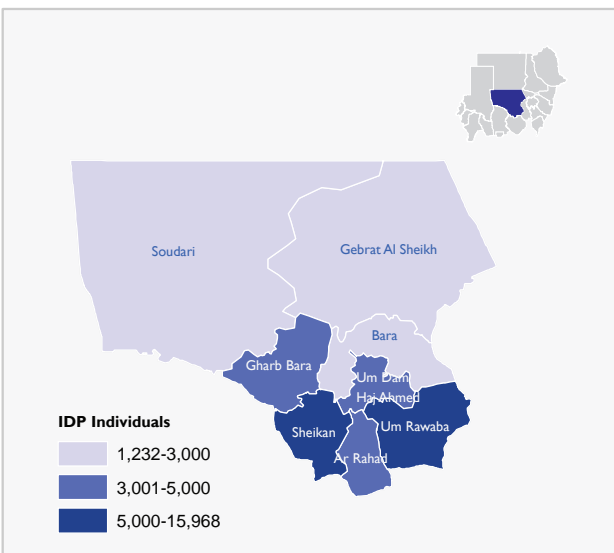 Soudari
Gebrat Al Sheikh
Bara
Gharb Bara
Um Dam
Haj Ahmed
Sheikan
Um Rawaba
Ar Rahad
IDP Individuals
1,232-3,000
3,001-5,000
5,000-15,968